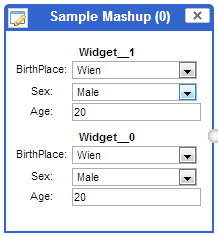 Sample Mashup (0)
Widget__1
BirthPlace: Wien
Sex: Male
Age: 20
Widget__0
BirthPlace: Wien
Sex: Male
Age: 20